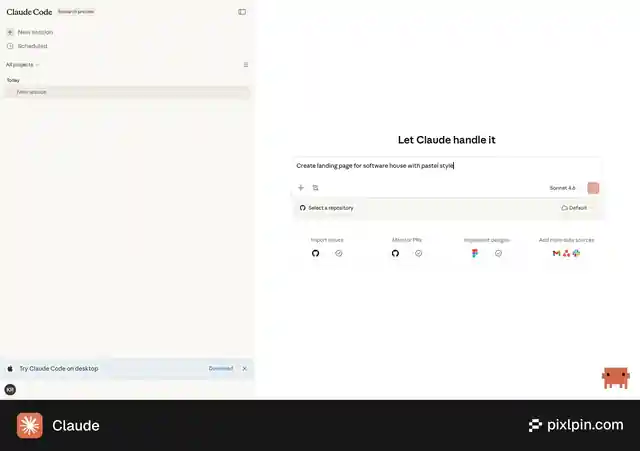 Claude Code Research preview
New session
Scheduled
All projects
Today
New session
Let Claude handle it
Create landing page for software house with pastel style
Sonnet 4.6
Select a repository
Default
Import issues
Monitor PRs
Implement designs
Add more data sources
Try Claude Code on desktop
Download
KR
Claude
pixlpin.com